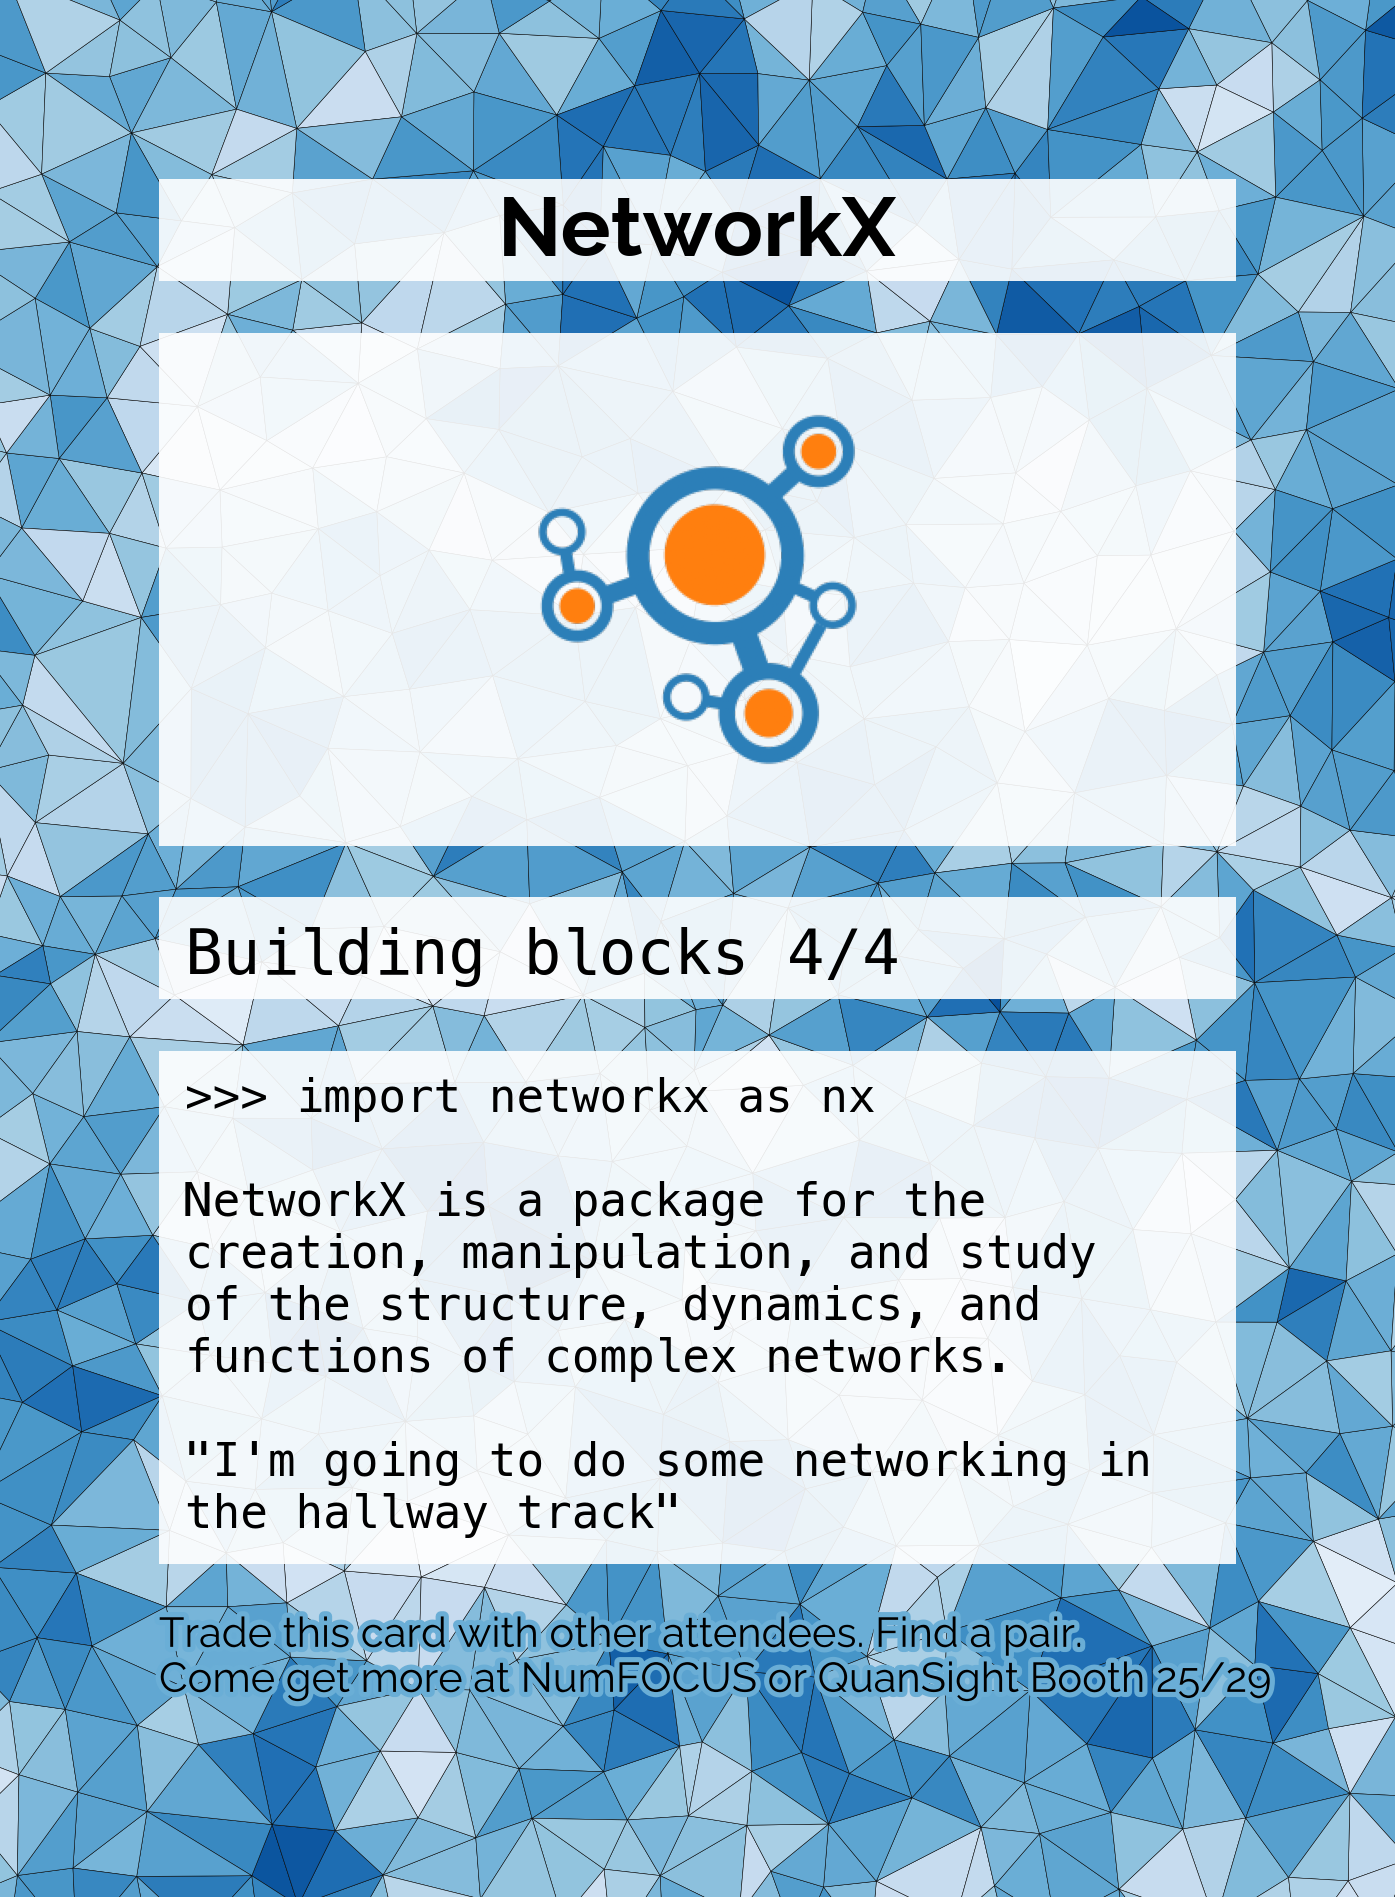 NetworkX
Building blocks 4/4
>>> import networkx as nx
NetworkX is a package for the
creation, manipulation, and study
of the structure, dynamics, and
functions of complex networks.
"I'm going to do some networking in
the hallway track"
Trade this card with other attendees. Find a pair.
Come get more at NumFOCUS or QuanSight Booth 25/29